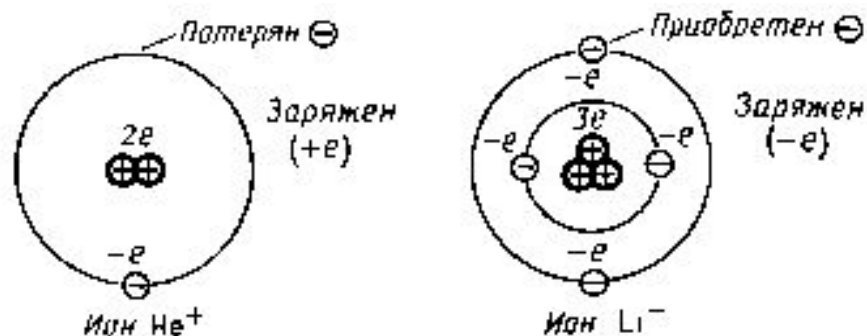 Потерян ⊖
Заряжен
(+e)
2e
++
−e
−
Ион He⁺
Приобретен ⊖
−
−e
Заряжен
(−e)
3e
−e
−e
−
−
+
++
−e
−
Ион Li⁻